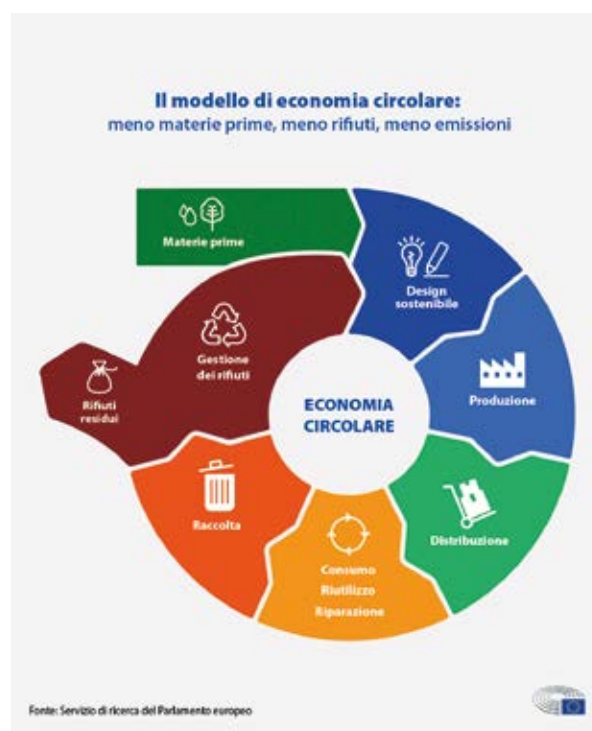 Il modello di economia circolare:
meno materie prime, meno rifiuti, meno emissioni
Materie prime
Design
sostenibile
Produzione
Distribuzione
Consumo
Riutilizzo
Riparazione
Raccolta
Gestione
dei rifiuti
Rifiuti
residui
ECONOMIA
CIRCOLARE
Fonte: Servizio di ricerca del Parlamento europeo